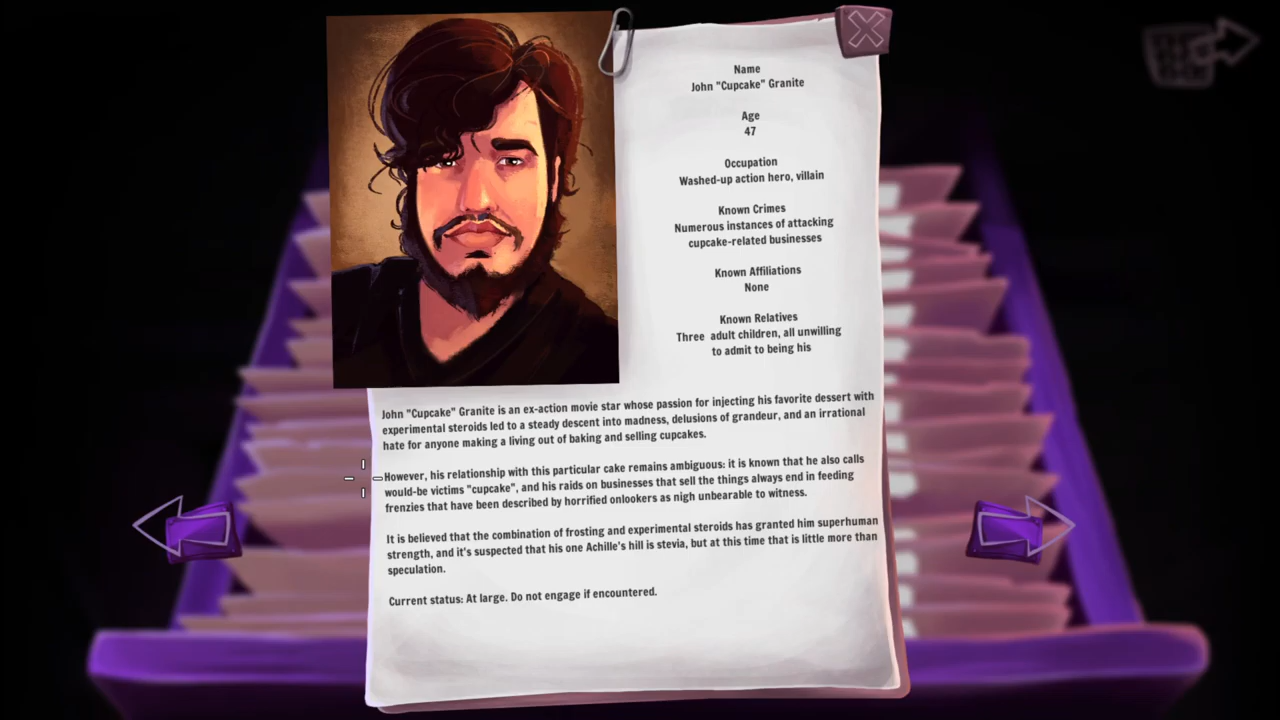 Name
John "Cupcake" Granite
Age
47
Occupation
Washed-up action hero, villain
Known Crimes
Numerous instances of attacking
cupcake-related businesses
Known Affiliations
None
Known Relatives
Three adult children, all unwilling
to admit to being his
John "Cupcake" Granite is an ex-action movie star whose passion for injecting his favorite dessert with
experimental steroids led to a steady descent into madness, delusions of grandeur, and an irrational
hate for anyone making a living out of baking and selling cupcakes.
However, his relationship with this particular cake remains ambiguous: it is known that he also calls
would-be victims "cupcake", and his raids on businesses that sell the things always end in feeding
frenzies that have been described by horrified onlookers as nigh unbearable to witness.
It is believed that the combination of frosting and experimental steroids has granted him superhuman
strength, and it's suspected that his one Achille's hill is stevia, but at this time that is little more than
speculation.
Current status: At large. Do not engage if encountered.